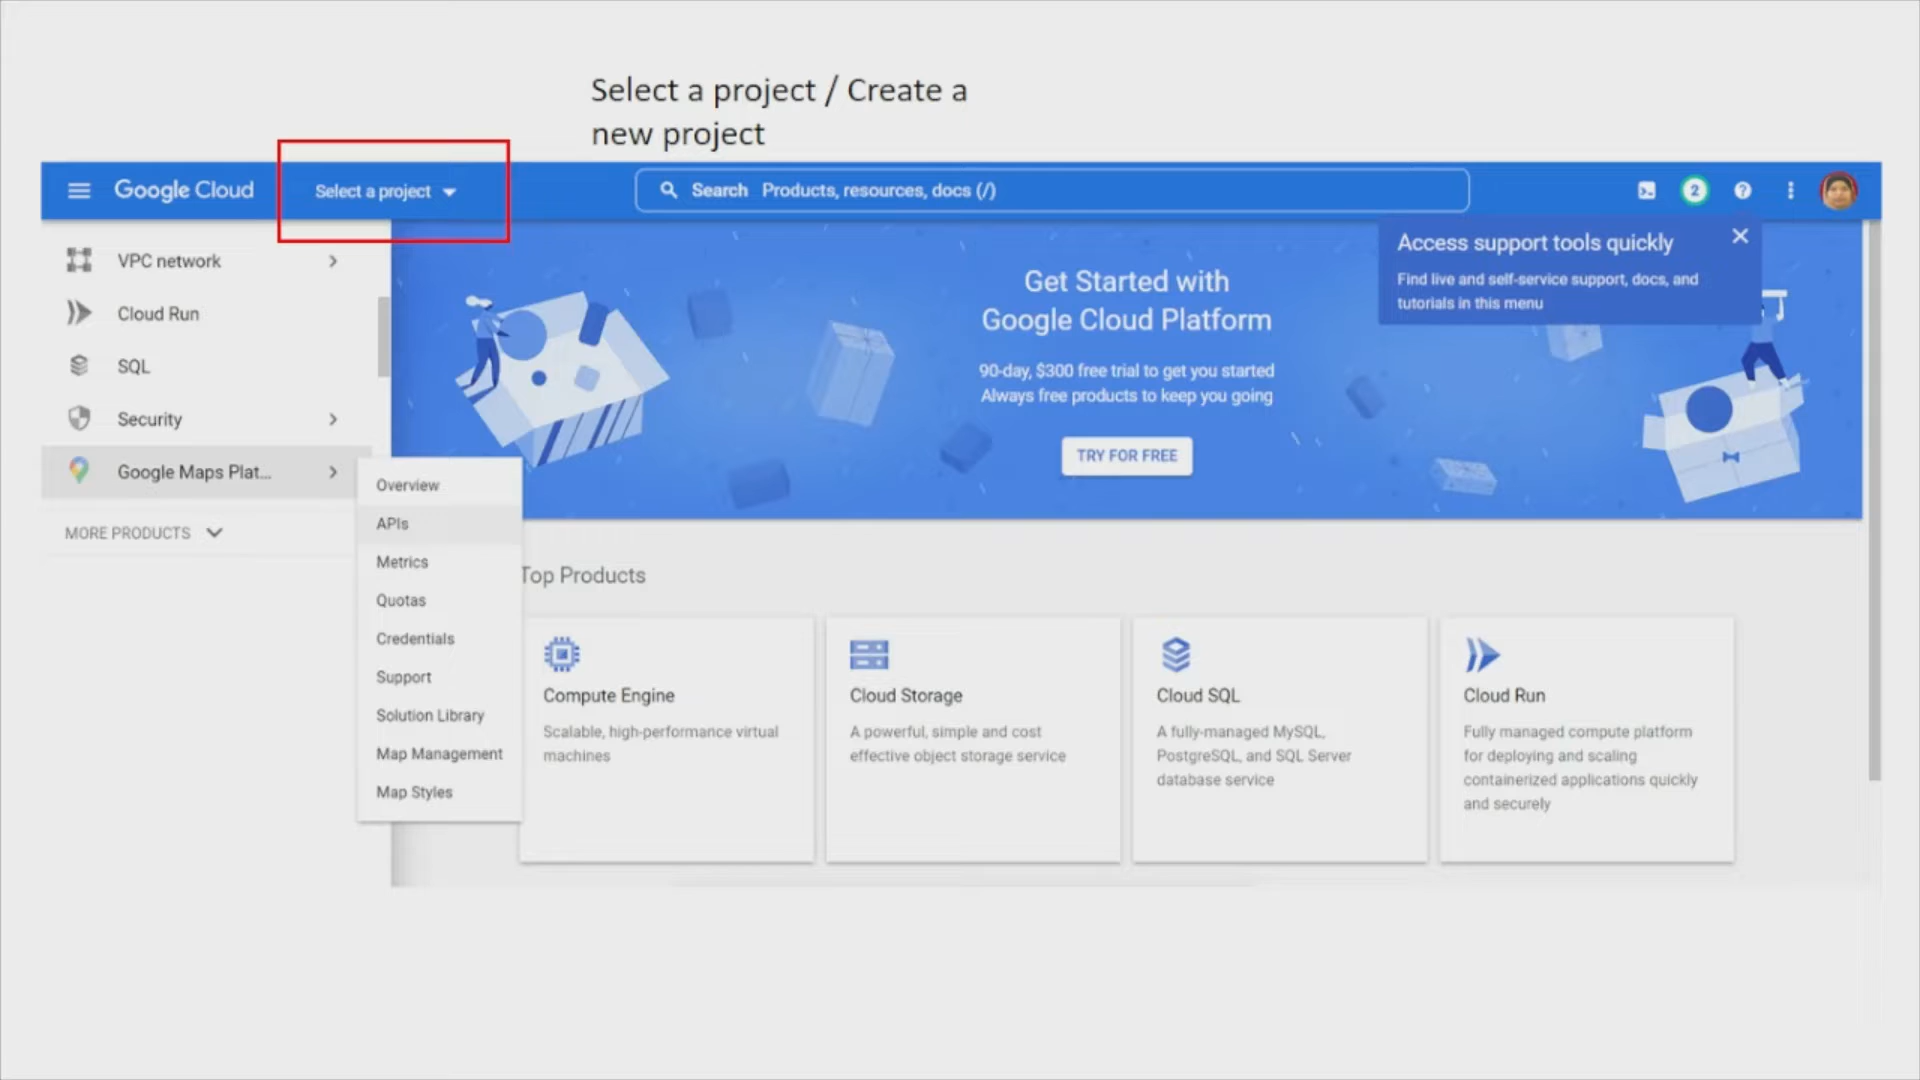 Select a project / Create a
new project
Google Cloud
Select a project
Search Products, resources, docs (/)
2
Access support tools quickly
Find live and self-service support, docs, and
tutorials in this menu
VPC network
Cloud Run
SQL
Security
Google Maps Plat...
MORE PRODUCTS
Overview
APIs
Metrics
Quotas
Credentials
Support
Solution Library
Map Management
Map Styles
Get Started with
Google Cloud Platform
90-day, $300 free trial to get you started
Always free products to keep you going
TRY FOR FREE
Top Products
Compute Engine
Scalable, high-performance virtual
machines
Cloud Storage
A powerful, simple and cost
effective object storage service
Cloud SQL
A fully-managed MySQL,
PostgreSQL, and SQL Server
database service
Cloud Run
Fully managed compute platform
for deploying and scaling
containerized applications quickly
and securely